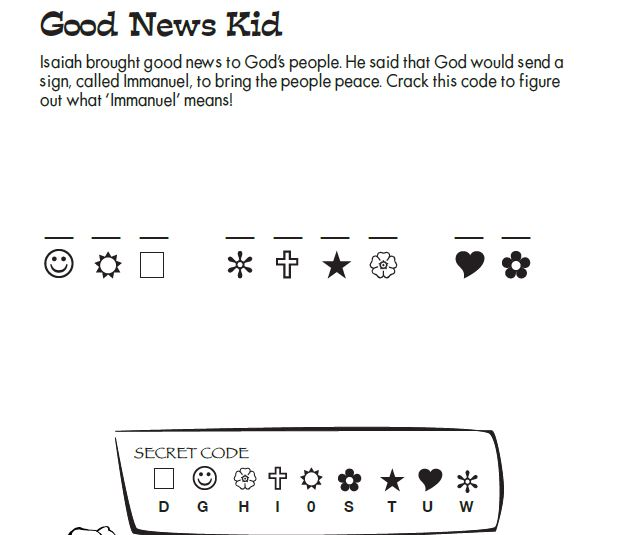 Good News Kid
Isaiah brought good news to God's people. He said that God would send a
sign, called Immanuel, to bring the people peace. Crack this code to figure
out what 'Immanuel' means!
SECRET CODE
D G H I 0 S T U W